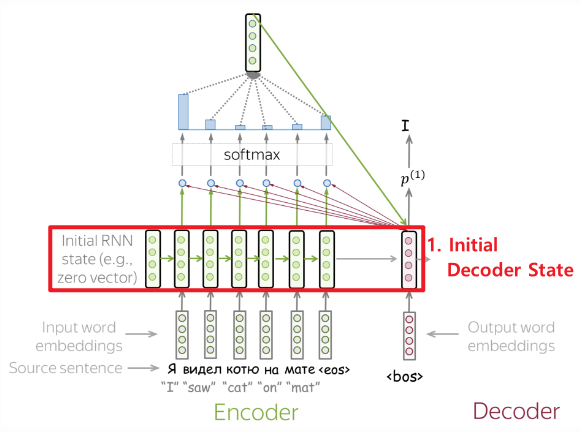 I
softmax
p(1)
Initial RNN
state (e.g.,
zero vector)
1. Initial
Decoder State
Input word
embeddings
Output word
embeddings
Source sentence
Я видел котю на мате <eos>
"I" "saw" "cat" "on" "mat"
<bos>
Encoder
Decoder